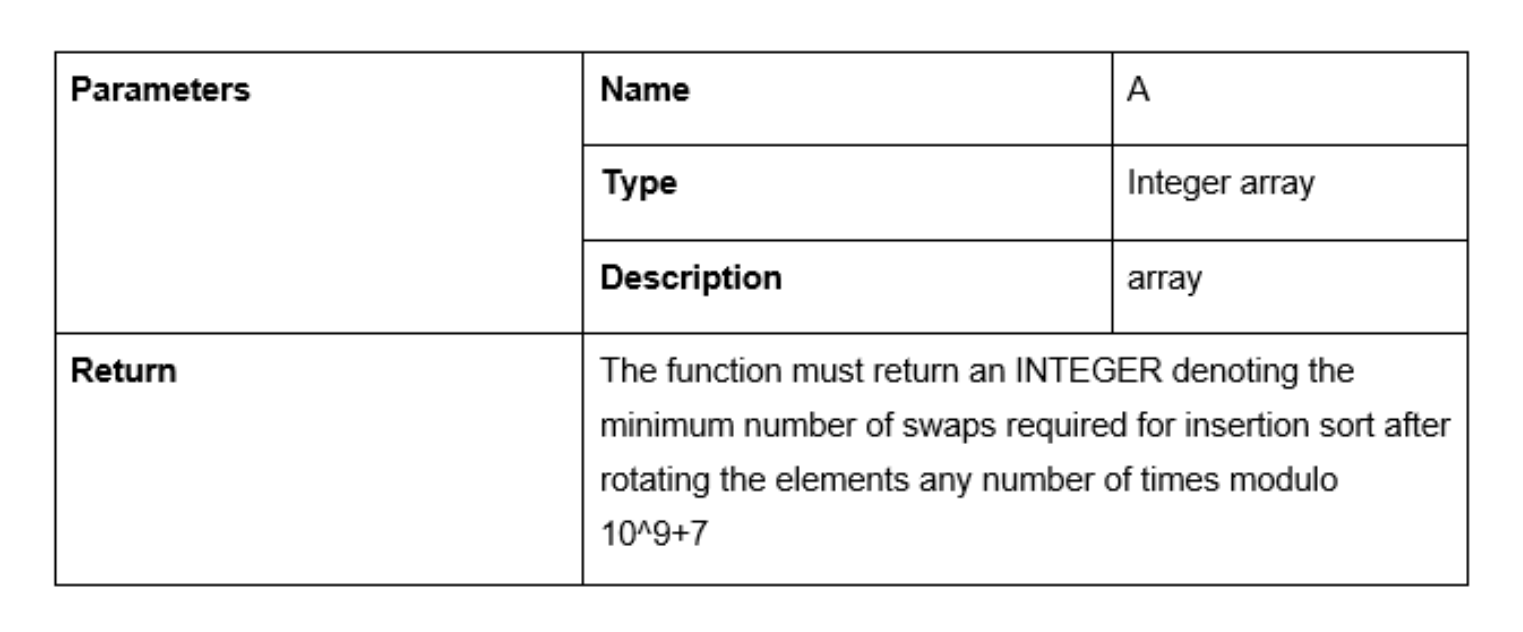 Parameters Name A
Type Integer array
Description array
Return The function must return an INTEGER denoting the
minimum number of swaps required for insertion sort after
rotating the elements any number of times modulo
10^9+7